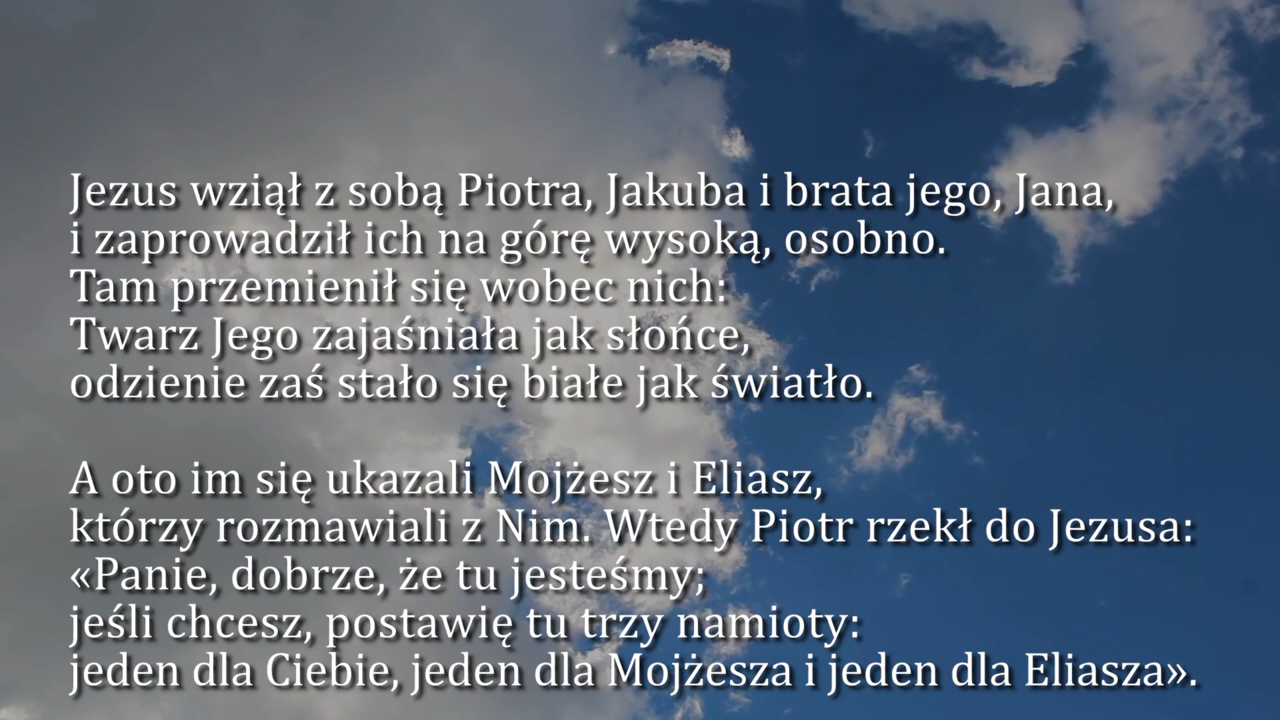 Jezus wziął z sobą Piotra, Jakuba i brata jego, Jana,
i zaprowadził ich na górę wysoką, osobno.
Tam przemienił się wobec nich:
Twarz Jego zajaśniała jak słońce,
odzienie zaś stało się białe jak światło.
A oto im się ukazali Mojżesz i Eliasz,
którzy rozmawiali z Nim. Wtedy Piotr rzekł do Jezusa:
«Panie, dobrze, że tu jesteśmy;
jeśli chcesz, postawię tu trzy namioty:
jeden dla Ciebie, jeden dla Mojżesza i jeden dla Eliasza».